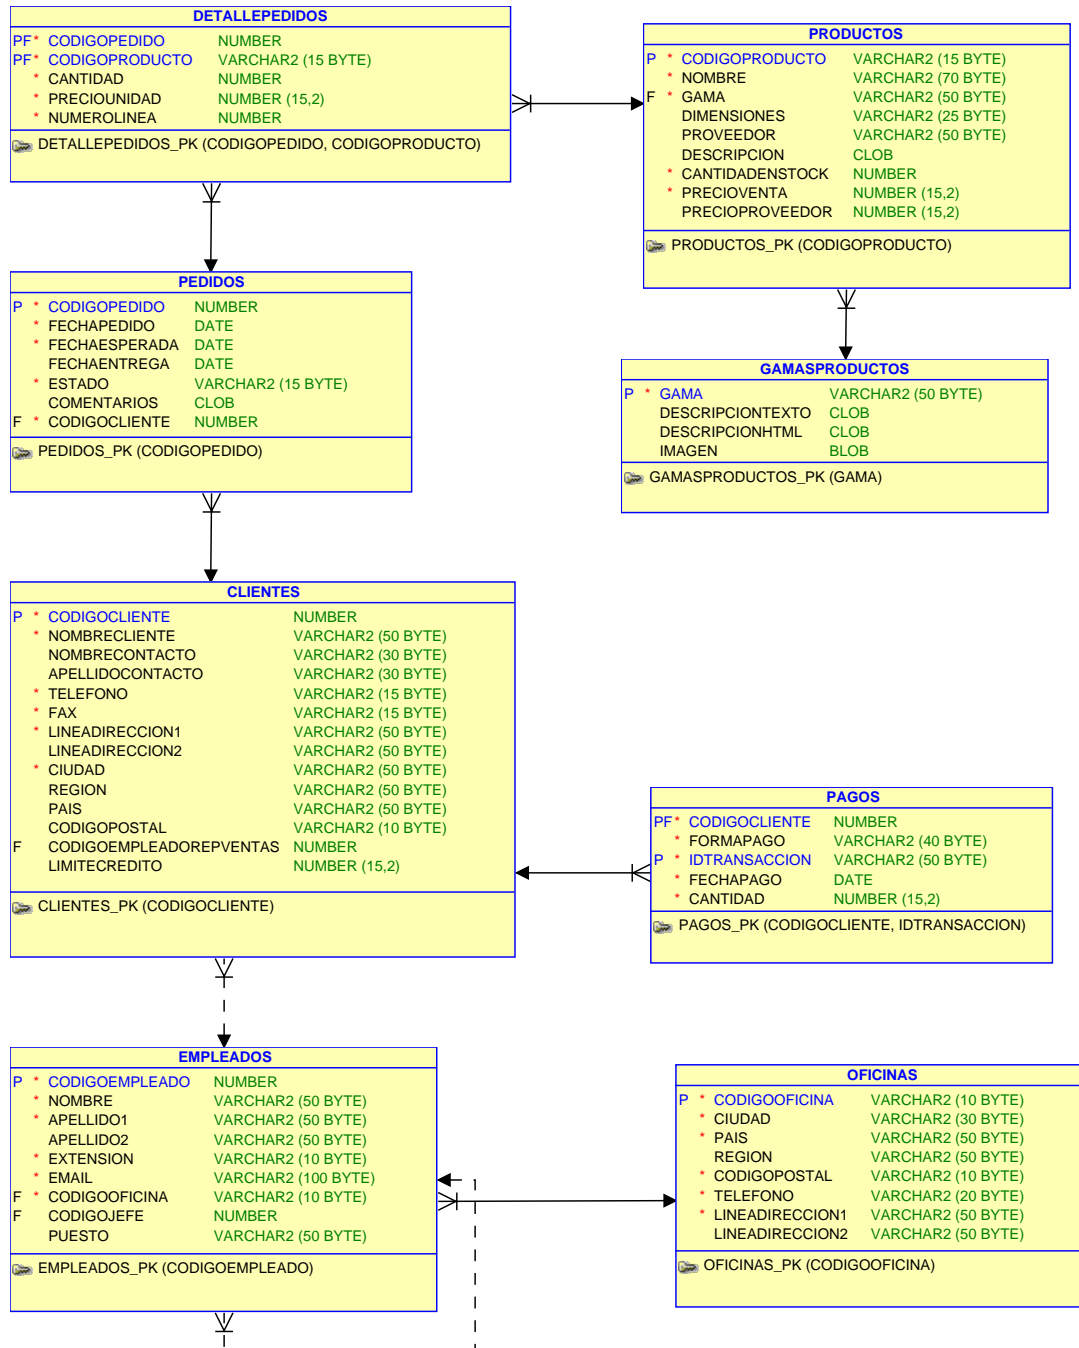 DETALLEPEDIDOS
PF* CODIGOPEDIDO NUMBER
PF* CODIGOPRODUCTO VARCHAR2 (15 BYTE)
* CANTIDAD NUMBER
* PRECIOUNIDAD NUMBER (15,2)
* NUMEROLINEA NUMBER
DETALLEPEDIDOS_PK (CODIGOPEDIDO, CODIGOPRODUCTO)
PRODUCTOS
P * CODIGOPRODUCTO VARCHAR2 (15 BYTE)
* NOMBRE VARCHAR2 (70 BYTE)
F * GAMA VARCHAR2 (50 BYTE)
DIMENSIONES VARCHAR2 (25 BYTE)
PROVEEDOR VARCHAR2 (50 BYTE)
DESCRIPCION CLOB
* CANTIDADENSTOCK NUMBER
* PRECIOVENTA NUMBER (15,2)
PRECIOPROVEEDOR NUMBER (15,2)
PRODUCTOS_PK (CODIGOPRODUCTO)
PEDIDOS
P * CODIGOPEDIDO NUMBER
* FECHAPEDIDO DATE
* FECHAESPERADA DATE
FECHAENTREGA DATE
* ESTADO VARCHAR2 (15 BYTE)
COMENTARIOS CLOB
F * CODIGOCLIENTE NUMBER
PEDIDOS_PK (CODIGOPEDIDO)
GAMASPRODUCTOS
P * GAMA VARCHAR2 (50 BYTE)
DESCRIPCIONTEXTO CLOB
DESCRIPCIONHTML CLOB
IMAGEN BLOB
GAMASPRODUCTOS_PK (GAMA)
CLIENTES
P * CODIGOCLIENTE NUMBER
* NOMBRECLIENTE VARCHAR2 (50 BYTE)
NOMBRECONTACTO VARCHAR2 (30 BYTE)
APELLIDOCONTACTO VARCHAR2 (30 BYTE)
* TELEFONO VARCHAR2 (15 BYTE)
* FAX VARCHAR2 (15 BYTE)
* LINEADIRECCION1 VARCHAR2 (50 BYTE)
LINEADIRECCION2 VARCHAR2 (50 BYTE)
* CIUDAD VARCHAR2 (50 BYTE)
REGION VARCHAR2 (50 BYTE)
PAIS VARCHAR2 (50 BYTE)
CODIGOPOSTAL VARCHAR2 (10 BYTE)
F CODIGOEMPLEADOREPVENTAS NUMBER
LIMITECREDITO NUMBER (15,2)
CLIENTES_PK (CODIGOCLIENTE)
PAGOS
PF* CODIGOCLIENTE NUMBER
* FORMAPAGO VARCHAR2 (40 BYTE)
P * IDTRANSACCION VARCHAR2 (50 BYTE)
* FECHAPAGO DATE
* CANTIDAD NUMBER (15,2)
PAGOS_PK (CODIGOCLIENTE, IDTRANSACCION)
EMPLEADOS
P * CODIGOEMPLEADO NUMBER
* NOMBRE VARCHAR2 (50 BYTE)
* APELLIDO1 VARCHAR2 (50 BYTE)
APELLIDO2 VARCHAR2 (50 BYTE)
* EXTENSION VARCHAR2 (10 BYTE)
* EMAIL VARCHAR2 (100 BYTE)
F * CODIGOOFICINA VARCHAR2 (10 BYTE)
F CODIGOJEFE NUMBER
PUESTO VARCHAR2 (50 BYTE)
EMPLEADOS_PK (CODIGOEMPLEADO)
OFICINAS
P * CODIGOOFICINA VARCHAR2 (10 BYTE)
* CIUDAD VARCHAR2 (30 BYTE)
* PAIS VARCHAR2 (50 BYTE)
REGION VARCHAR2 (50 BYTE)
* CODIGOPOSTAL VARCHAR2 (10 BYTE)
* TELEFONO VARCHAR2 (20 BYTE)
* LINEADIRECCION1 VARCHAR2 (50 BYTE)
LINEADIRECCION2 VARCHAR2 (50 BYTE)
OFICINAS_PK (CODIGOOFICINA)